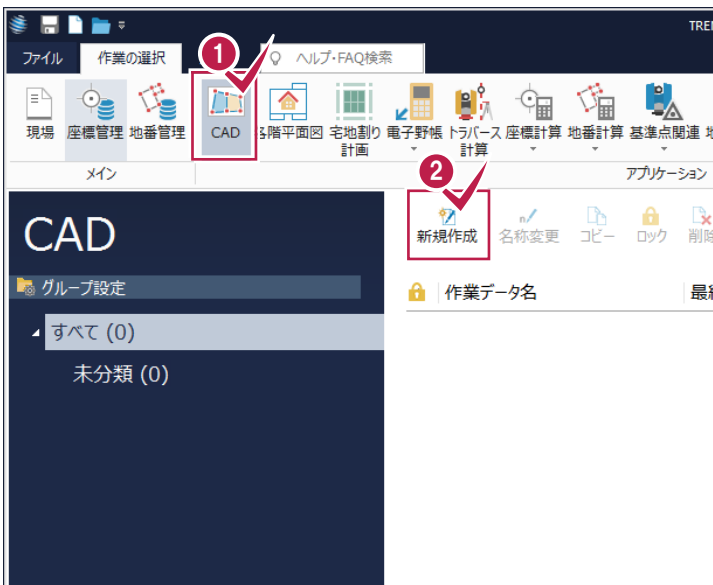 TREN
ファイル 作業の選択 ヘルプ・FAQ検索
1
現場 座標管理 地番管理 CAD 各階平面図 宅地割り計画 電子野帳 トラバース計算 座標計算 地番計算 基準点関連
メイン アプリケーション
2
CAD
新規作成 名称変更 コピー ロック 削除
グループ設定
作業データ名
すべて (0)
未分類 (0)